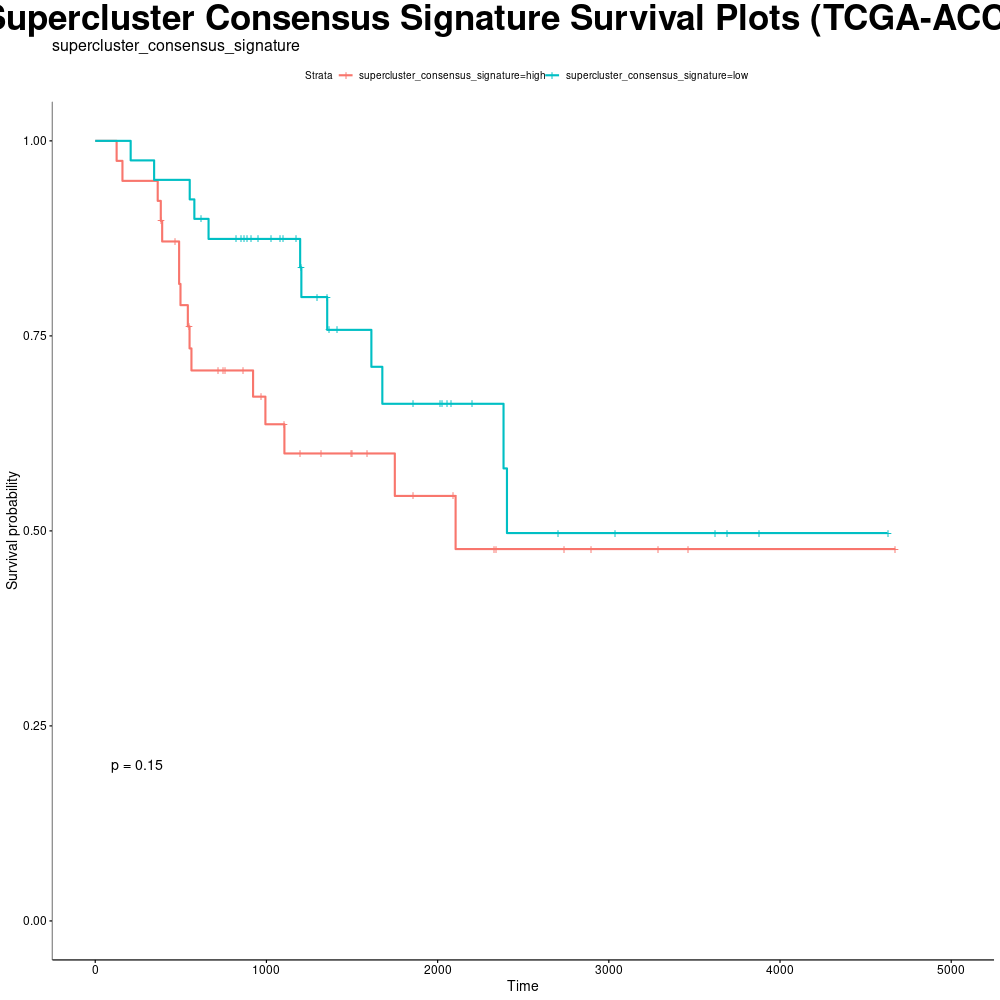 Supercluster Consensus Signature Survival Plots (TCGA-ACC
supercluster_consensus_signature
Strata supercluster_consensus_signature=high supercluster_consensus_signature=low
1.00
0.75
0.50
0.25
0.00
Survival probability
p = 0.15
0 1000 2000 3000 4000 5000
Time